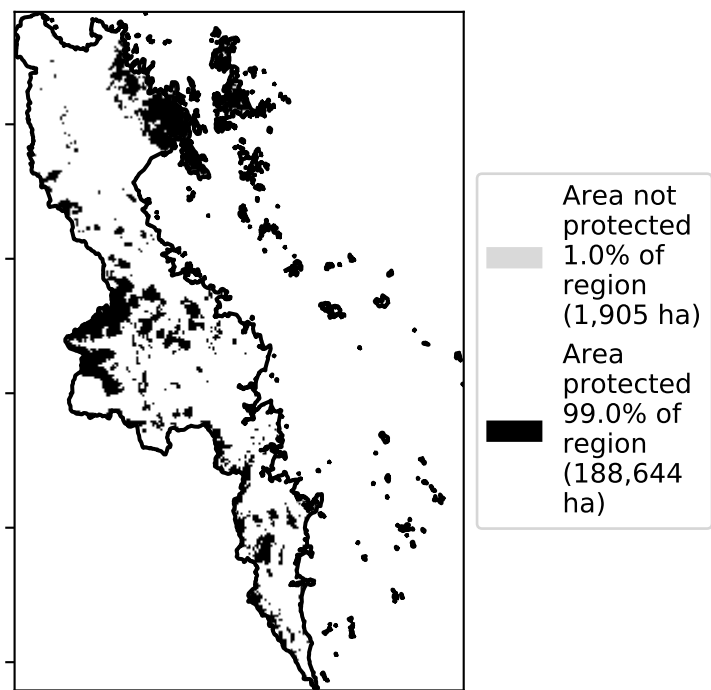 Area not
protected
1.0% of
region
(1,905 ha)
Area
protected
99.0% of
region
(188,644
ha)